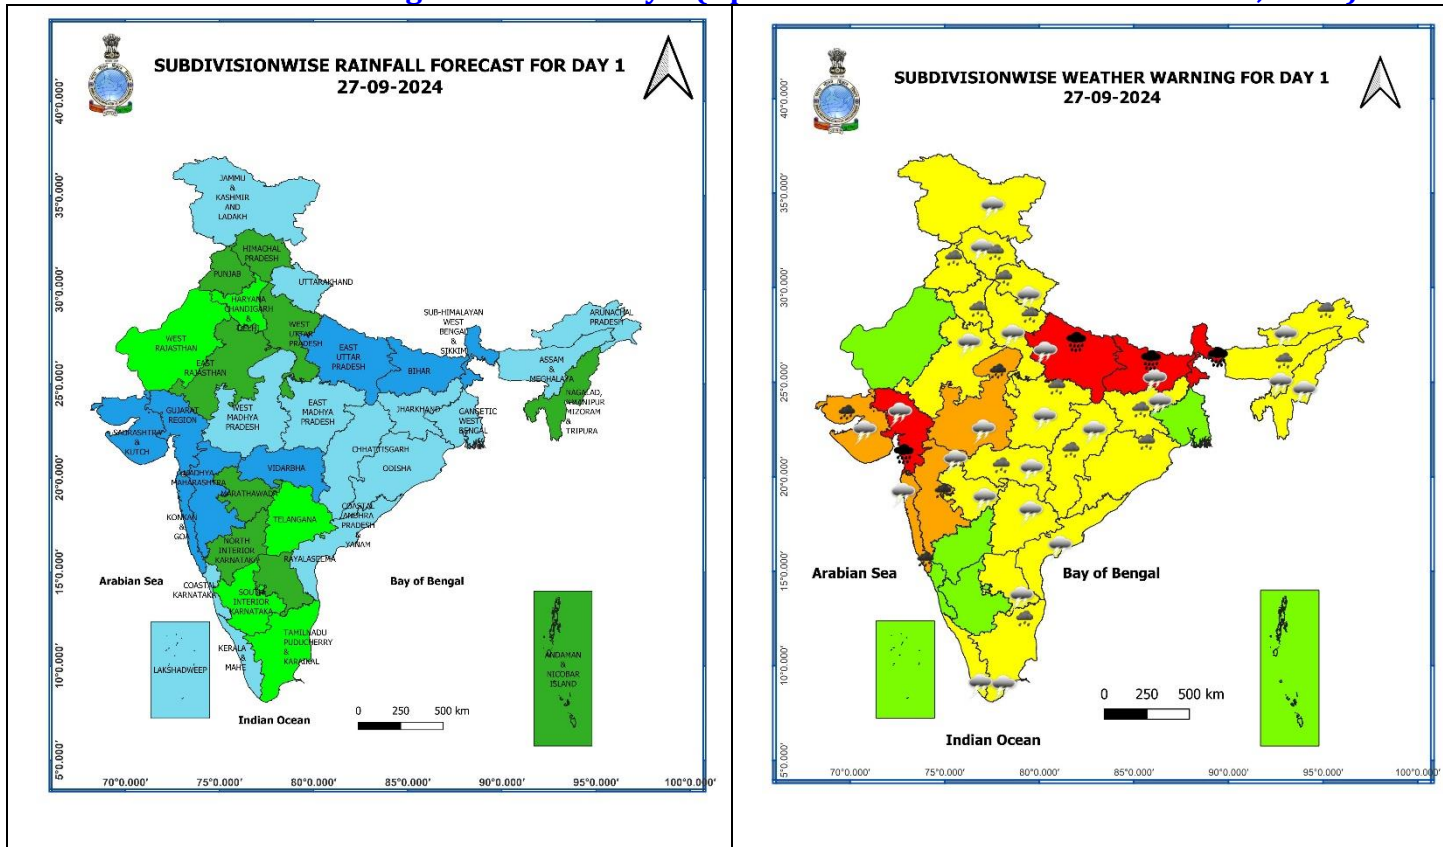 SUBDIVISIONWISE RAINFALL FORECAST FOR DAY 1
27-09-2024
40°0.000'
35°0.000'
30°0.000'
25°0.000'
20°0.000'
15°0.000'
10°0.000'
5°0.000'
JAMMU
&
KASHMIR
AND
LADAKH
HIMACHAL
PRADESH
PUNJAB
UTTARAKHAND
HARYANA
CHANDIGARH
&
DELHI
WEST
UTTAR
PRADESH
WEST
RAJASTHAN
EAST
RAJASTHAN
EAST
UTTAR
PRADESH
BIHAR
SUB-HIMALAYAN
WEST
BENGAL
&
SIKKIM
ARUNACHAL
PRADESH
ASSAM
&
MEGHALAYA
NAGALAD,
MANIPUR
MIZORAM
&
TRIPURA
GUJARAT
REGION
SAURASHTRA
&
KUTCH
WEST
MADHYA
PRADESH
EAST
MADHYA
PRADESH
JHARKHAND
GANGETIC
WEST
BENGAL
CHHATTISGARH
ODISHA
VIDARBHA
MADHYA
MAHARASHTRA
MARATHAWADA
KONKAN
&
GOA
TELANGANA
COASTAL
ANDHRA
PRADESH
&
YANAM
NORTH
INTERIOR
KARNATAKA
RAYALASEEMA
COASTAL
KARNATAKA
SOUTH
INTERIOR
KARNATAKA
TAMILNADU
PUDUCHERRY
&
KARAIKAL
KERALA
&
MAHE
LAKSHADWEEP
ANDAMAN
&
NICOBAR
ISLAND
Arabian Sea
Bay of Bengal
Indian Ocean
0 250 500 km
70°0.000' 75°0.000' 80°0.000' 85°0.000' 90°0.000' 95°0.000' 100°0.000'
SUBDIVISIONWISE WEATHER WARNING FOR DAY 1
27-09-2024
40°0.000'
35°0.000'
30°0.000'
25°0.000'
20°0.000'
15°0.000'
10°0.000'
5°0.000'
Arabian Sea
Bay of Bengal
Indian Ocean
0 250 500 km
70°0.000' 75°0.000' 80°0.000' 85°0.000' 90°0.000' 95°0.000' 100°0.000'